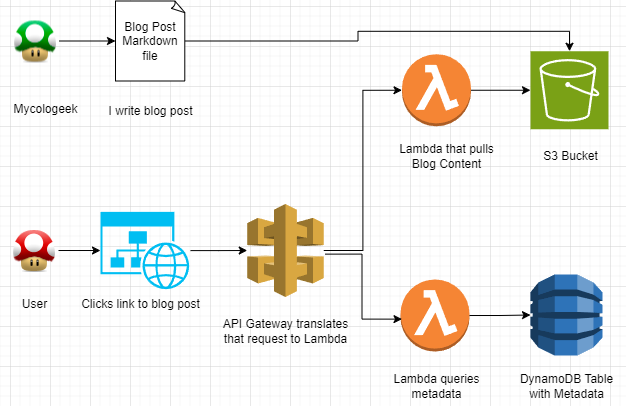 Blog Post
Markdown
file
Mycologeek
I write blog post
Lambda that pulls
Blog Content
S3 Bucket
User
Clicks link to blog post
API Gateway translates
that request to Lambda
Lambda queries
metadata
DynamoDB Table
with Metadata